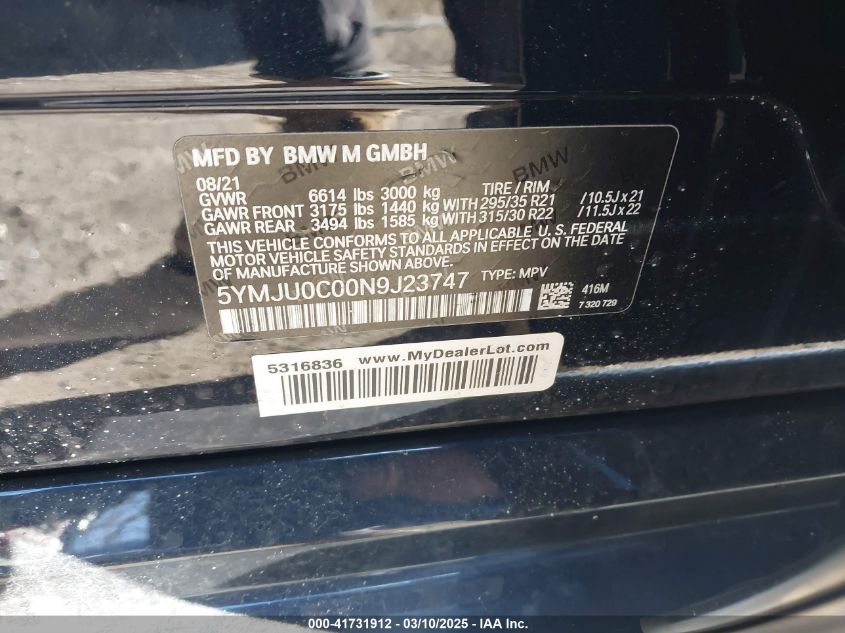 MFD BY BMW M GMBH
08/21
GVWR 6614 lbs 3000 kg TIRE / RIM
GAWR FRONT 3175 lbs 1440 kg WITH 295/35 R21 /10.5J x 21
GAWR REAR 3494 lbs 1585 kg WITH 315/30 R22 /11.5J x 22
THIS VEHICLE CONFORMS TO ALL APPLICABLE U. S. FEDERAL
MOTOR VEHICLE SAFETY STANDARDS IN EFFECT ON THE DATE
OF MANUFACTURE SHOWN ABOVE.
5YMJU0C00N9J23747 TYPE: MPV
416M
7 320 729
BMW
5316836 www.MyDealerLot.com
000-41731912 - 03/10/2025 - IAA Inc.